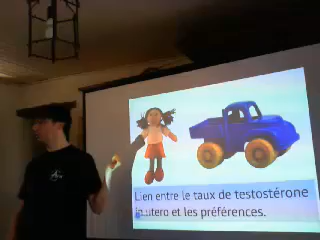 Lien entre le taux de testostérone
in utero et les préférences.